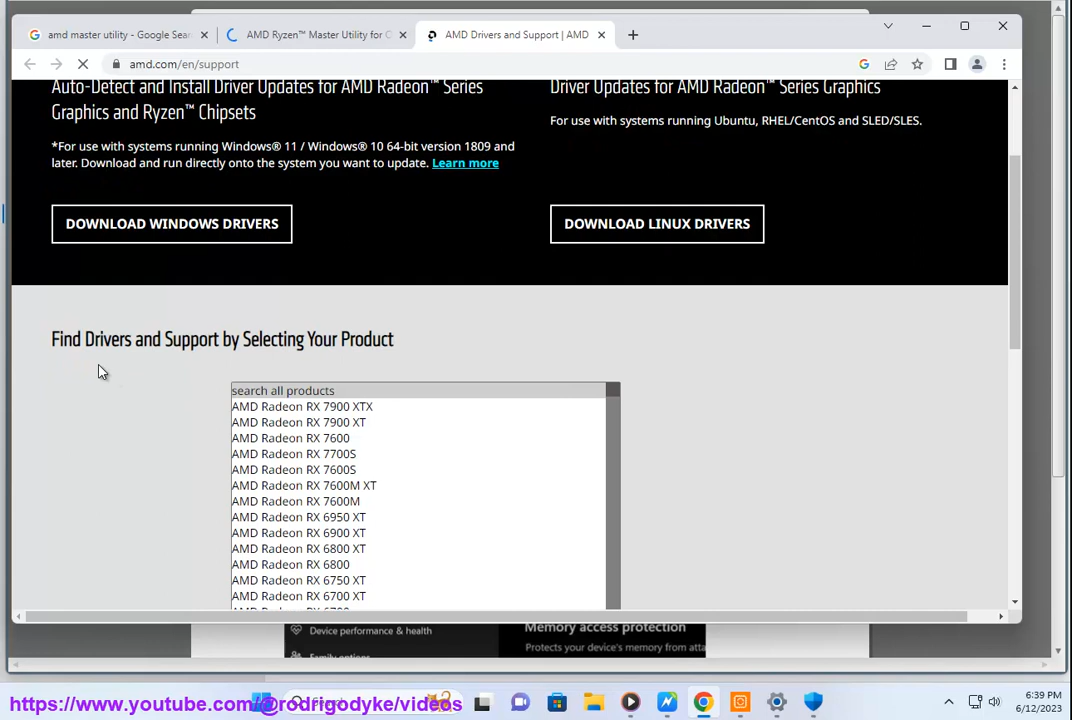 amd master utility - Google Sear
AMD Ryzen™ Master Utility for O
AMD Drivers and Support | AMD
amd.com/en/support
Auto-Detect and Install Driver Updates for AMD Radeon™ Series
Graphics and Ryzen™ Chipsets
*For use with systems running Windows® 11 / Windows® 10 64-bit version 1809 and
later. Download and run directly onto the system you want to update. Learn more
DOWNLOAD WINDOWS DRIVERS
Driver Updates for AMD Radeon™ Series Graphics
For use with systems running Ubuntu, RHEL/CentOS and SLED/SLES.
DOWNLOAD LINUX DRIVERS
Find Drivers and Support by Selecting Your Product
search all products
AMD Radeon RX 7900 XTX
AMD Radeon RX 7900 XT
AMD Radeon RX 7600
AMD Radeon RX 7700S
AMD Radeon RX 7600S
AMD Radeon RX 7600M XT
AMD Radeon RX 7600M
AMD Radeon RX 6950 XT
AMD Radeon RX 6900 XT
AMD Radeon RX 6800 XT
AMD Radeon RX 6800
AMD Radeon RX 6750 XT
AMD Radeon RX 6700 XT
AMD Radeon RX 6700
Device performance & health
Family options
Memory access protection
Protects your device's memory from atta
https://www.youtube.com/@rodrigodyke/videos
Search
6:39 PM
6/12/2023